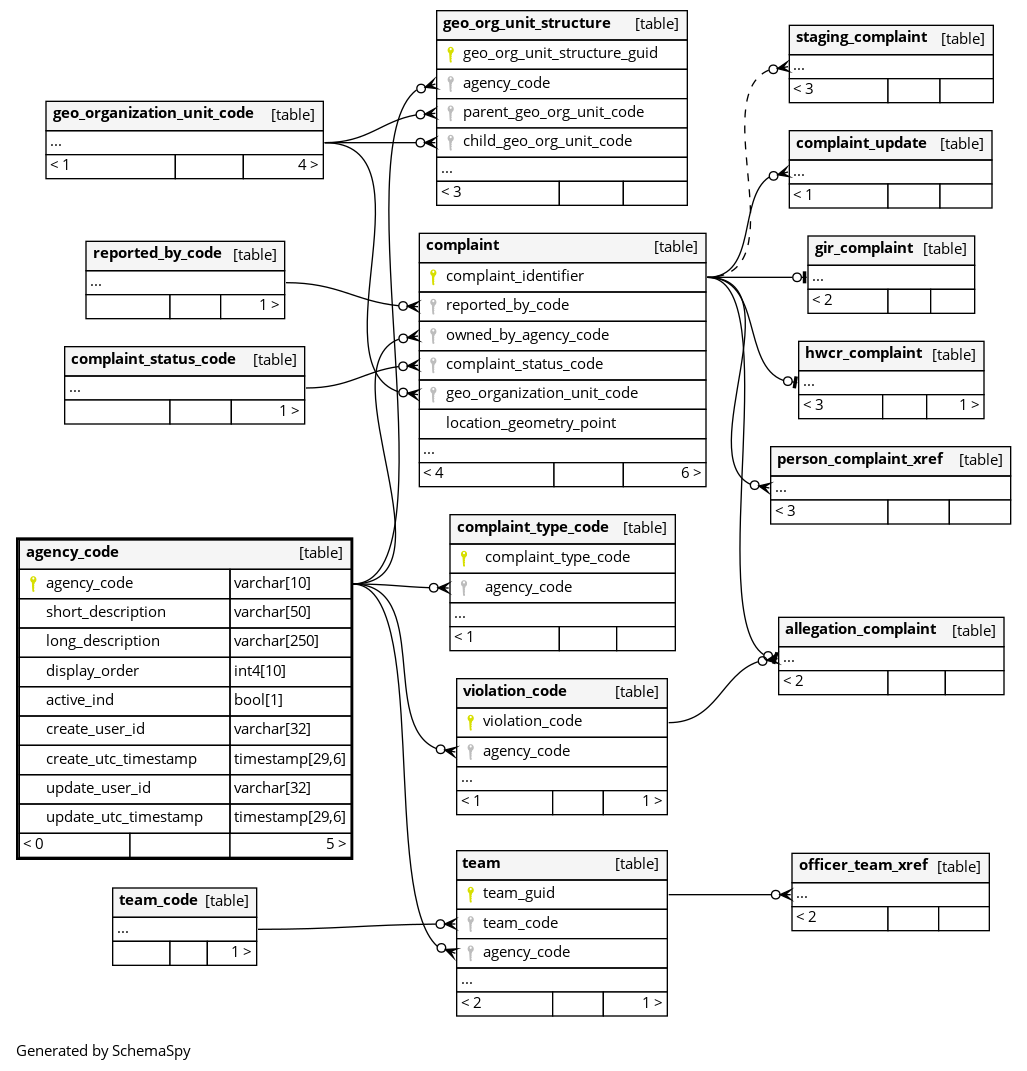 geo_org_unit_structure [table]
geo_org_unit_structure_guid
agency_code
parent_geo_org_unit_code
child_geo_org_unit_code
...
< 3
staging_complaint [table]
...
< 3
geo_organization_unit_code [table]
...
< 1 4 >
complaint_update [table]
...
< 1
reported_by_code [table]
...
1 >
complaint [table]
complaint_identifier
reported_by_code
owned_by_agency_code
complaint_status_code
geo_organization_unit_code
location_geometry_point
...
< 4 6 >
gir_complaint [table]
...
< 2
complaint_status_code [table]
...
1 >
hwcr_complaint [table]
...
< 3 1 >
person_complaint_xref [table]
...
< 3
agency_code [table]
agency_code varchar[10]
short_description varchar[50]
long_description varchar[250]
display_order int4[10]
active_ind bool[1]
create_user_id varchar[32]
create_utc_timestamp timestamp[29,6]
update_user_id varchar[32]
update_utc_timestamp timestamp[29,6]
< 0 5 >
complaint_type_code [table]
complaint_type_code
agency_code
...
< 1
allegation_complaint [table]
...
< 2
violation_code [table]
violation_code
agency_code
...
< 1 1 >
team [table]
team_guid
team_code
agency_code
...
< 2 1 >
officer_team_xref [table]
...
< 2
team_code [table]
...
1 >
Generated by SchemaSpy